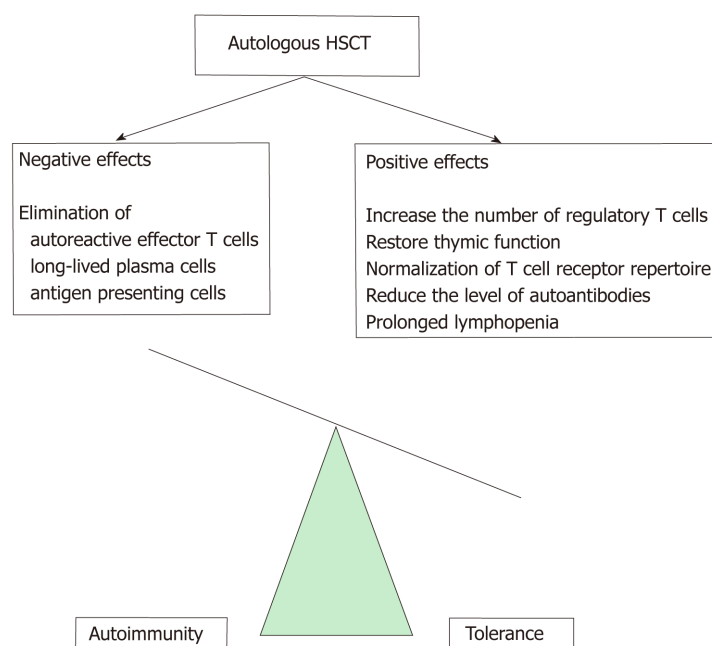 Autologous HSCT
Negative effects
Elimination of
autoreactive effector T cells
long-lived plasma cells
antigen presenting cells
Positive effects
Increase the number of regulatory T cells
Restore thymic function
Normalization of T cell receptor repertoire
Reduce the level of autoantibodies
Prolonged lymphopenia
Autoimmunity
Tolerance